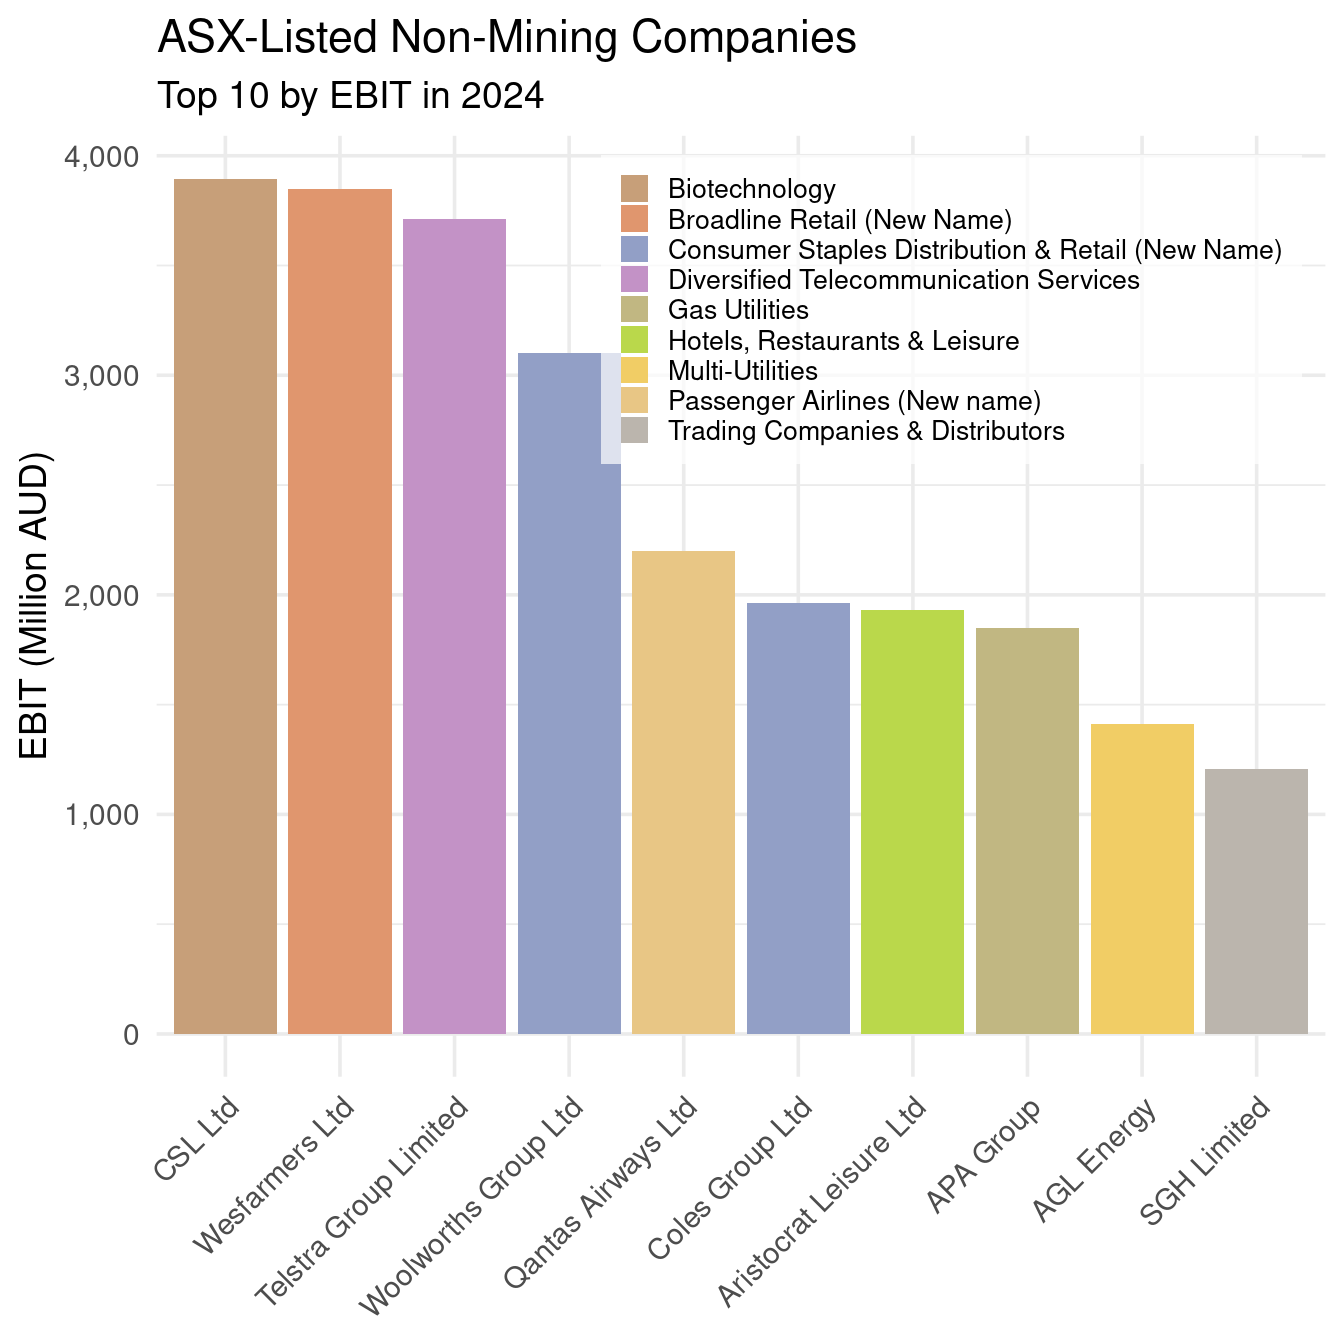 ASX-Listed Non-Mining Companies
Top 10 by EBIT in 2024
EBIT (Million AUD)
4,000
3,000
2,000
1,000
0
Biotechnology
Broadline Retail (New Name)
Consumer Staples Distribution & Retail (New Name)
Diversified Telecommunication Services
Gas Utilities
Hotels, Restaurants & Leisure
Multi-Utilities
Passenger Airlines (New name)
Trading Companies & Distributors
CSL Ltd
Wesfarmers Ltd
Telstra Group Limited
Woolworths Group Ltd
Qantas Airways Ltd
Coles Group Ltd
Aristocrat Leisure Ltd
APA Group
AGL Energy
SGH Limited